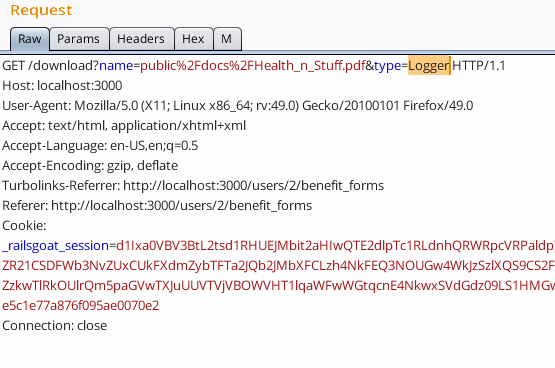 Request
Raw Params Headers Hex M
GET /download?name=public%2Fdocs%2FHealth_n_Stuff.pdf&type=Logger HTTP/1.1
Host: localhost:3000
User-Agent: Mozilla/5.0 (X11; Linux x86_64; rv:49.0) Gecko/20100101 Firefox/49.0
Accept: text/html, application/xhtml+xml
Accept-Language: en-US,en;q=0.5
Accept-Encoding: gzip, deflate
Turbolinks-Referrer: http://localhost:3000/users/2/benefit_forms
Referer: http://localhost:3000/users/2/benefit_forms
Cookie:
_railsgoat_session=d1Ixa0VBV3BtL2tsd1RHUEJMbit2aHIwQTE2dlpTc1RLdnhQRWRpcVRPaldp
ZR21CSDFWb3NvZUxCUkFXdmZybTFTa2JQb2JMbXFCLzh4NkFEQ3NOUGw4WkJzSzlXQS9CS2F
ZzkwTlRkOUlrQm5paGVwTXJuUUVTVjVBOWVHT1lqaWFwWGtqcnE4NkwxSVdGdz09LS1HMGw
e5c1e77a876f095ae0070e2
Connection: close